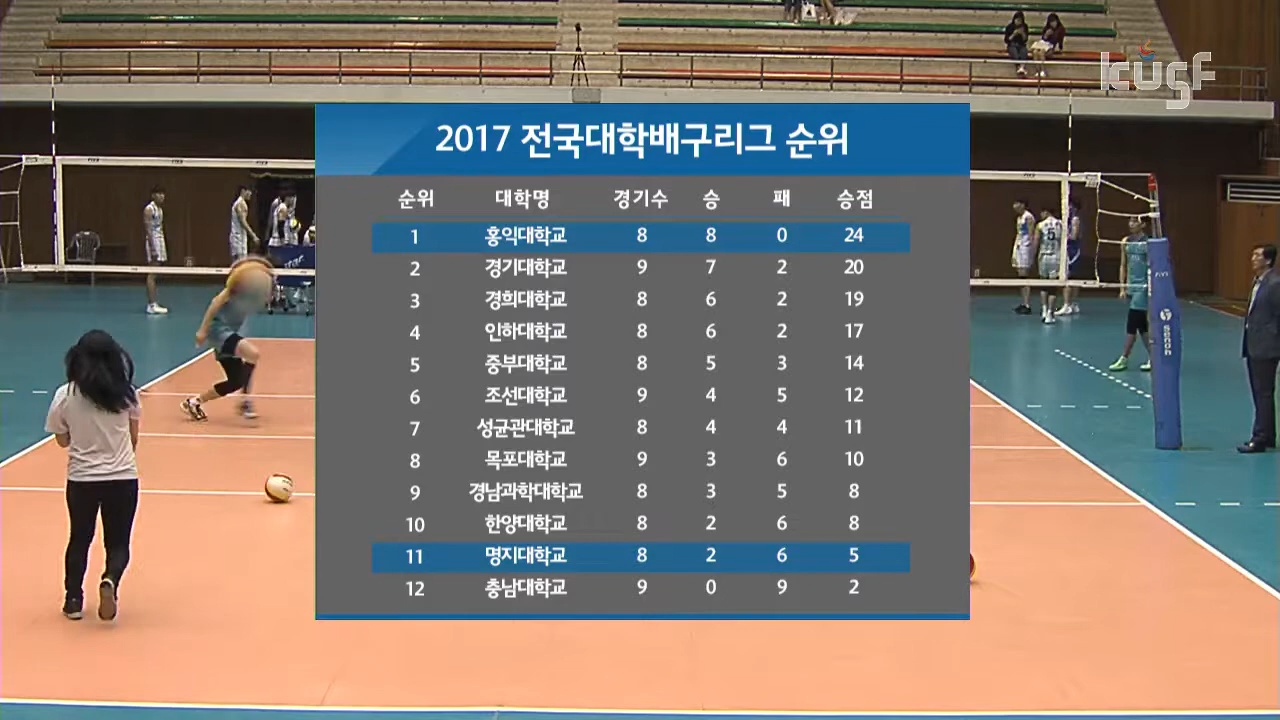 kusf
2017 전국대학배구리그 순위
순위 대학명 경기수 승 패 승점
1 홍익대학교 8 8 0 24
2 경기대학교 9 7 2 20
3 경희대학교 8 6 2 19
4 인하대학교 8 6 2 17
5 중부대학교 8 5 3 14
6 조선대학교 9 4 5 12
7 성균관대학교 8 4 4 11
8 목포대학교 9 3 6 10
9 경남과학대학교 8 3 5 8
10 한양대학교 8 2 6 8
11 명지대학교 8 2 6 5
12 충남대학교 9 0 9 2
Senoh